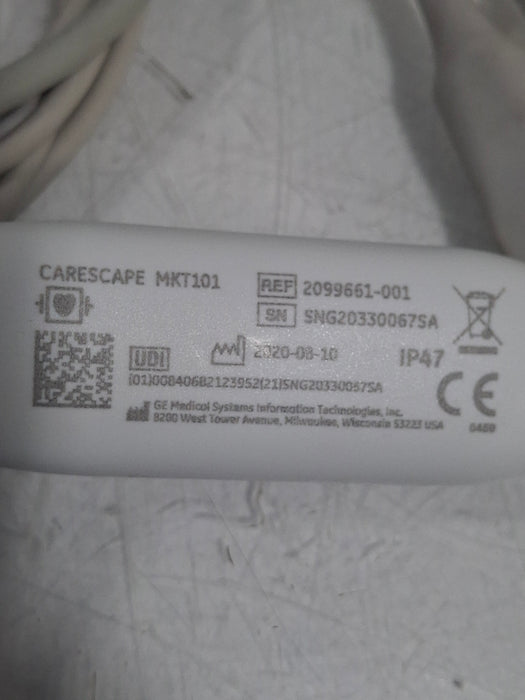 CARESCAPE MKT101
REF 2099661-001
SN SNG20330067SA
UDI 2020-08-10 IP47
(01)00840682123952(21)SNG20330067SA
GE Medical Systems Information Technologies, Inc.
8200 West Tower Avenue, Milwaukee, Wisconsin 53223 USA
CE
0459